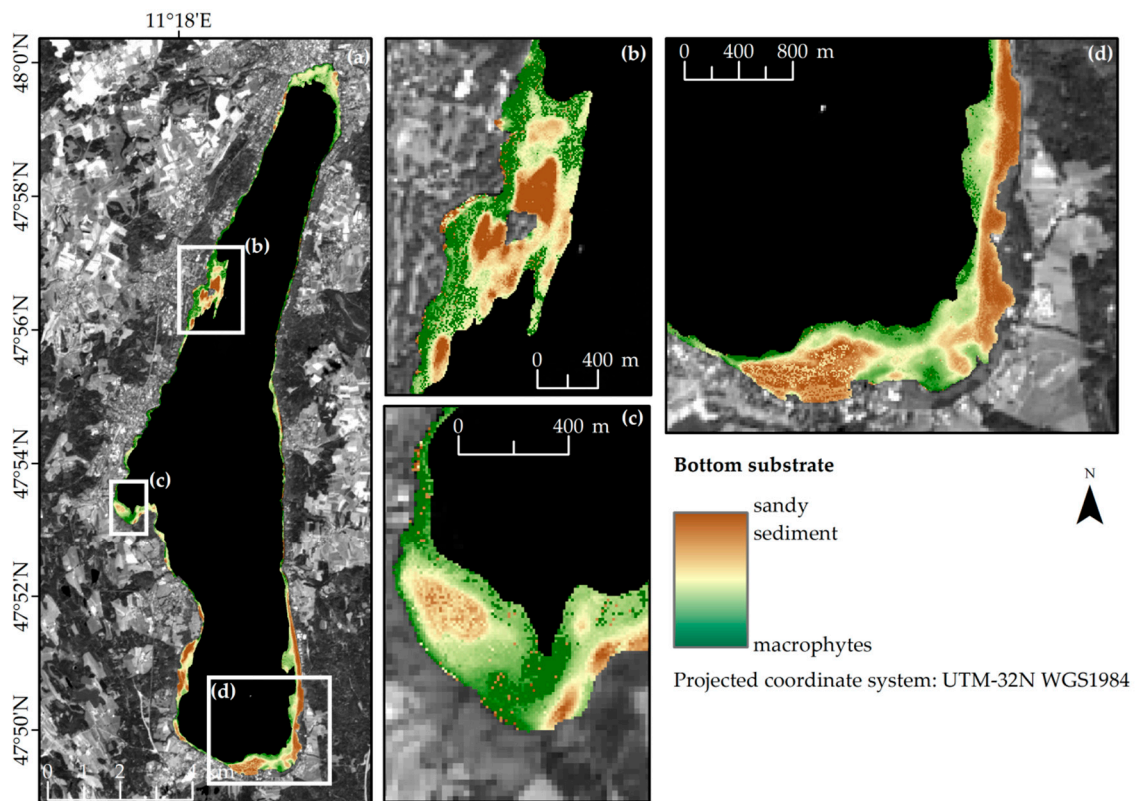 11°18'E
48°0'N
47°58'N
47°56'N
47°54'N
47°52'N
47°50'N
(a)
(b)
(c)
(d)
0 1 2 4 km
(b)
0 400 m
(c)
0 400 m
(d)
0 400 800 m
Bottom substrate
sandy
sediment
macrophytes
N
Projected coordinate system: UTM-32N WGS1984